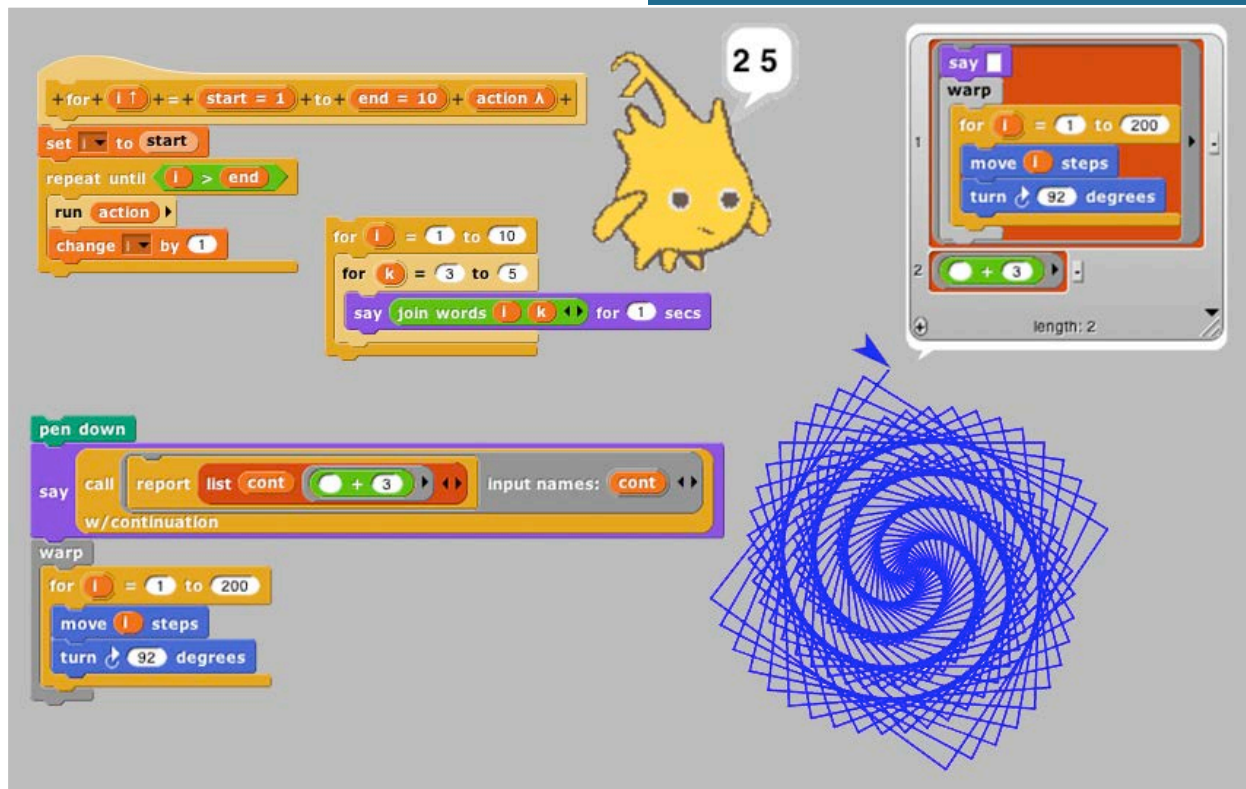 +for+ i ↑ += + start = 1 +to+ end = 10 + action λ +
set i to start
repeat until i > end
run action
change i by 1
for i = 1 to 10
for k = 3 to 5
say join words i k for 1 secs
2 5
say
warp
1
for i = 1 to 200
move i steps
turn 92 degrees
2 + 3
length: 2
pen down
say call report list cont + 3 input names: cont
w/continuation
warp
for i = 1 to 200
move i steps
turn 92 degrees